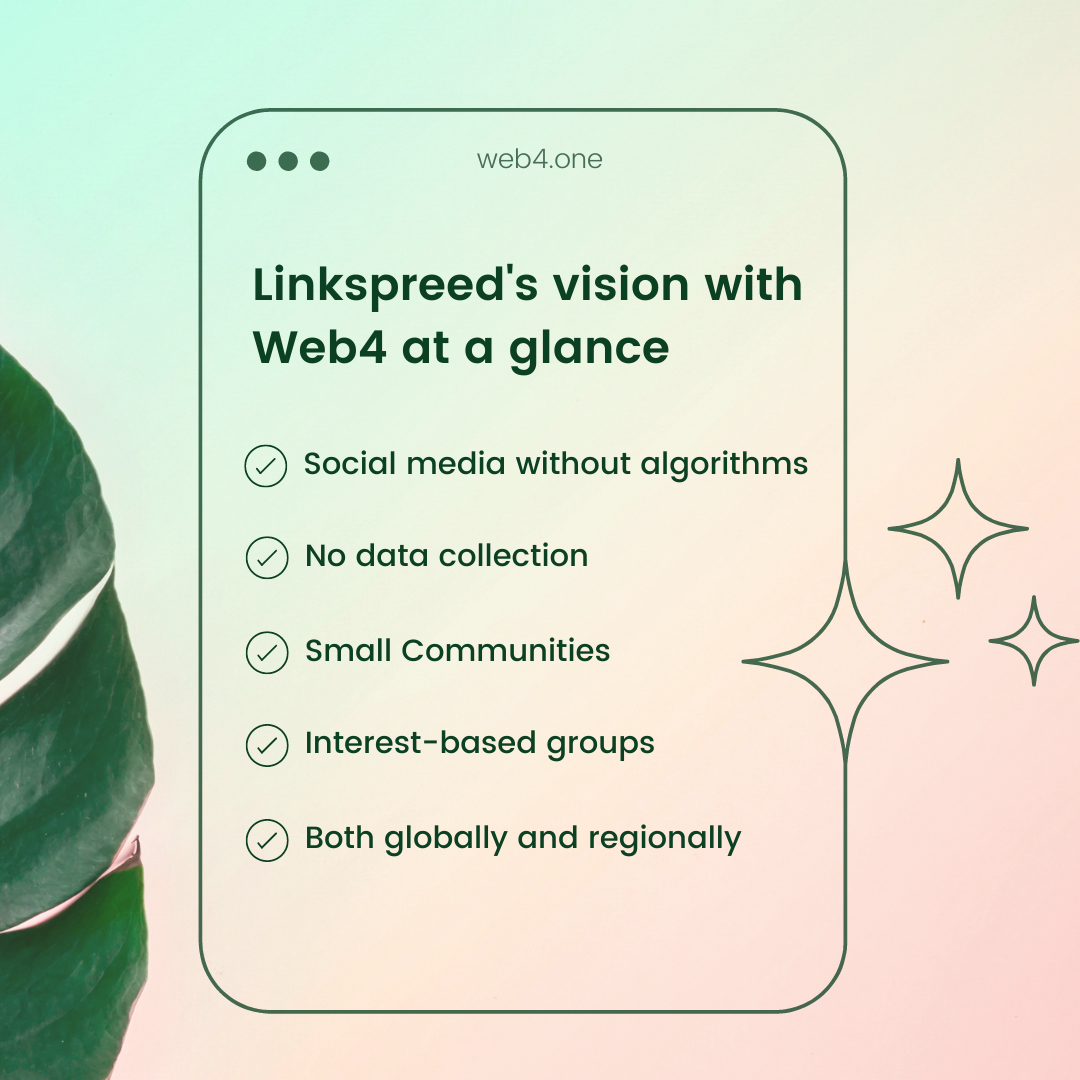 web4.one
Linkspreed's vision with
Web4 at a glance
Social media without algorithms
No data collection
Small Communities
Interest-based groups
Both globally and regionally